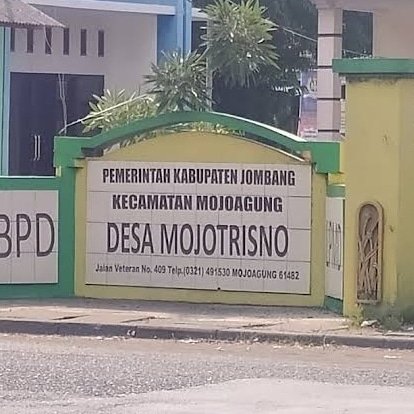 PEMERINTAH KABUPATEN JOMBANG
KECAMATAN MOJOAGUNG
DESA MOJOTRISNO
Jalan Veteran No. 409 Telp.(0321) 491530 MOJOAGUNG 61482
BPD